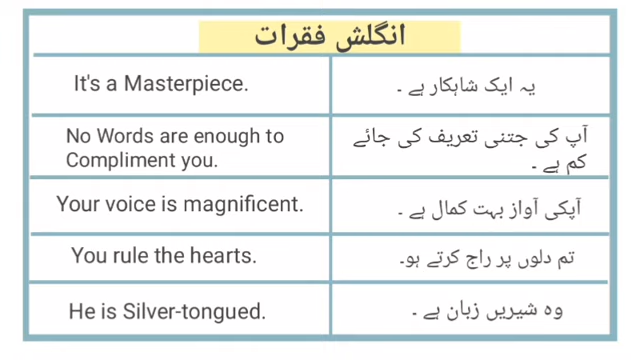 انگلش فقرات
It's a Masterpiece.
یہ ایک شاہکار ہے ۔
No Words are enough to
Compliment you.
آپ کی جتنی تعریف کی جائے
کم ہے ۔
Your voice is magnificent.
آپکی آواز بہت کمال ہے ۔
You rule the hearts.
تم دلوں پر راج کرتے ہو۔
He is Silver-tongued.
وہ شیریں زبان ہے ۔